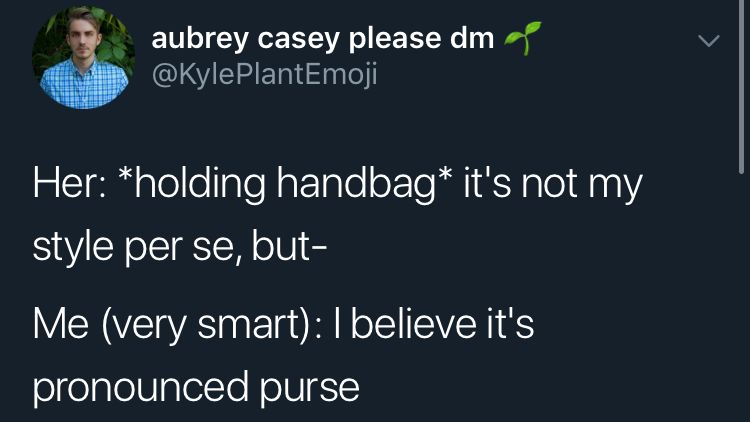 aubrey casey please dm 🌱
@KylePlantEmoji
Her: *holding handbag* it's not my
style per se, but-
Me (very smart): I believe it's
pronounced purse